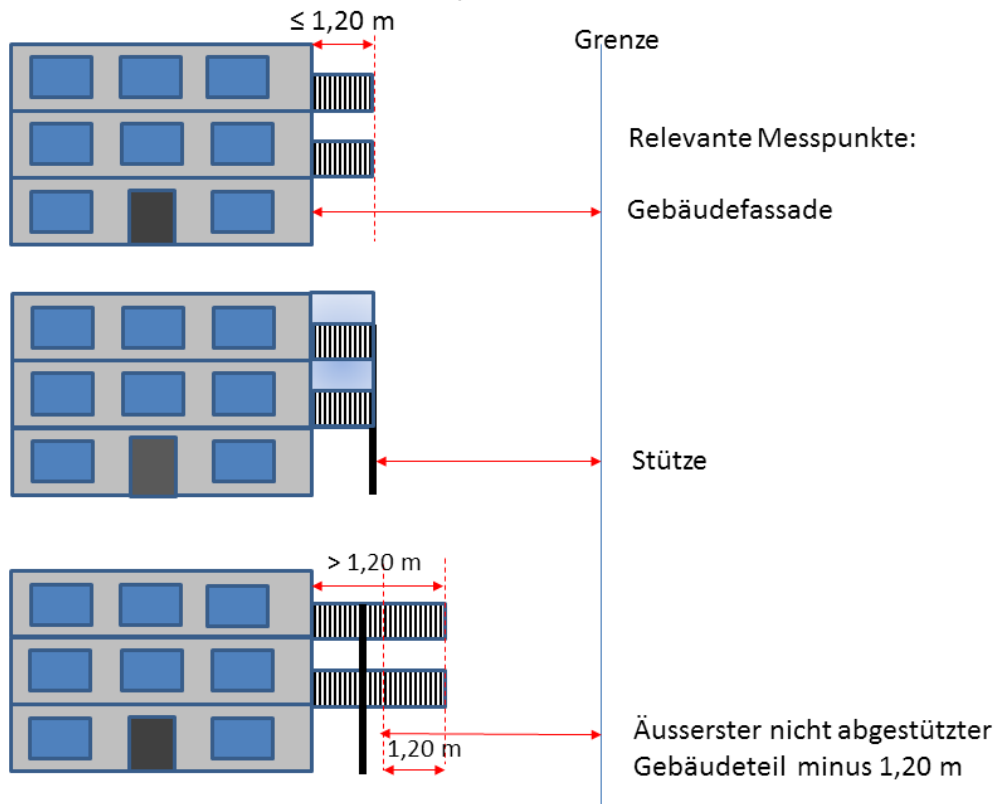 ≤ 1,20 m
Grenze
Relevante Messpunkte:
Gebäudefassade
Stütze
> 1,20 m
Äusserster nicht abgestützter
1,20 m
Gebäudeteil minus 1,20 m